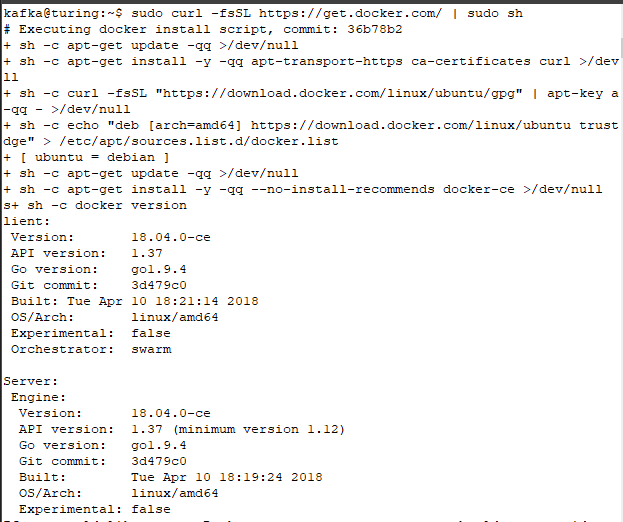 kafka@turing:~$ sudo curl -fsSL https://get.docker.com/ | sudo sh
# Executing docker install script, commit: 36b78b2
+ sh -c apt-get update -qq >/dev/null
+ sh -c apt-get install -y -qq apt-transport-https ca-certificates curl >/dev
ll
+ sh -c curl -fsSL "https://download.docker.com/linux/ubuntu/gpg" | apt-key a
-qq - >/dev/null
+ sh -c echo "deb [arch=amd64] https://download.docker.com/linux/ubuntu trust
dge" > /etc/apt/sources.list.d/docker.list
+ [ ubuntu = debian ]
+ sh -c apt-get update -qq >/dev/null
+ sh -c apt-get install -y -qq --no-install-recommends docker-ce >/dev/null
s+ sh -c docker version
lient:
 Version:       18.04.0-ce
 API version:   1.37
 Go version:    go1.9.4
 Git commit:    3d479c0
 Built: Tue Apr 10 18:21:14 2018
 OS/Arch:       linux/amd64
 Experimental:  false
 Orchestrator:  swarm

Server:
 Engine:
  Version:      18.04.0-ce
  API version:  1.37 (minimum version 1.12)
  Go version:   go1.9.4
  Git commit:   3d479c0
  Built:        Tue Apr 10 18:19:24 2018
  OS/Arch:      linux/amd64
  Experimental: false